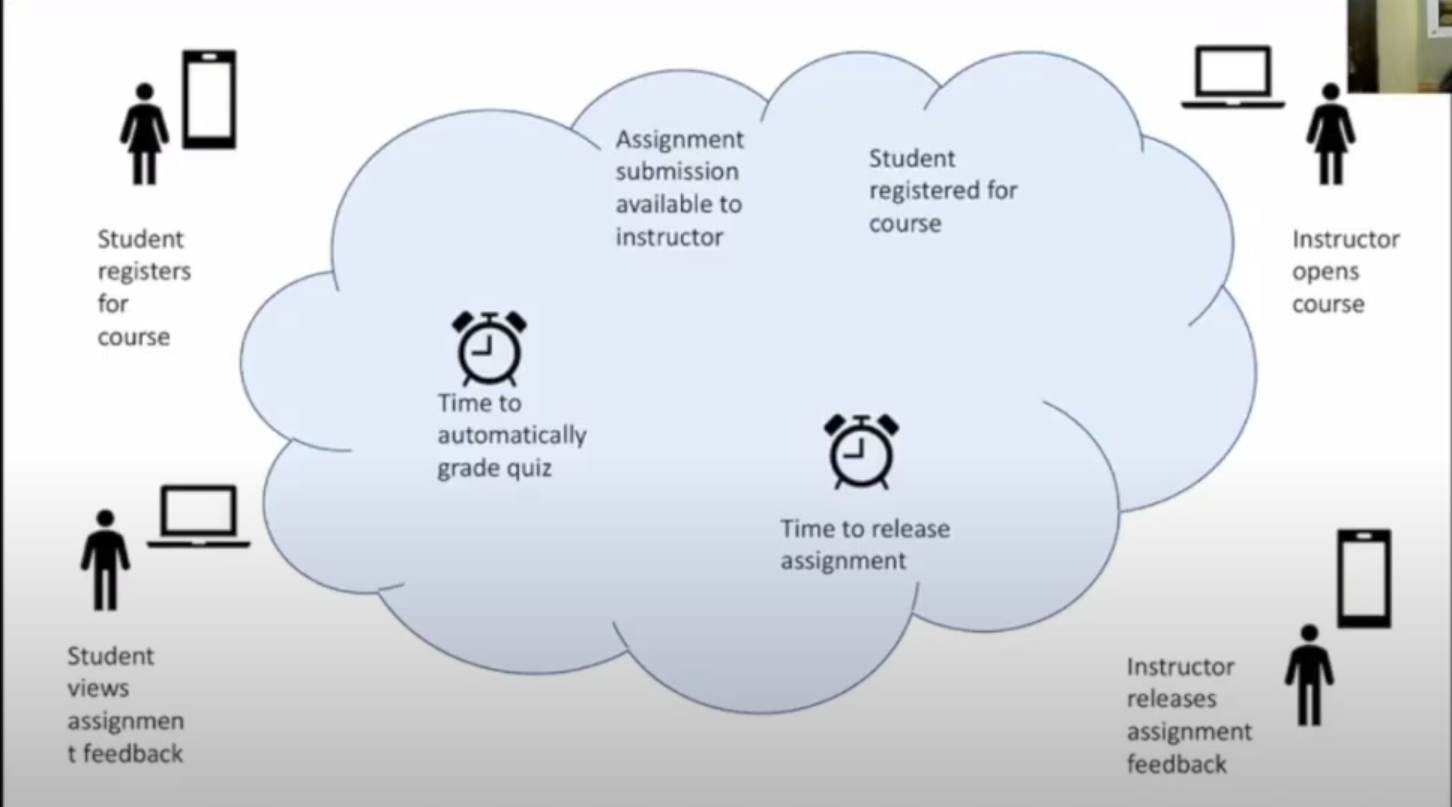 Student
registers
for
course
Assignment
submission
available to
instructor
Student
registered for
course
Instructor
opens
course
Time to
automatically
grade quiz
Time to release
assignment
Student
views
assignmen
t feedback
Instructor
releases
assignment
feedback